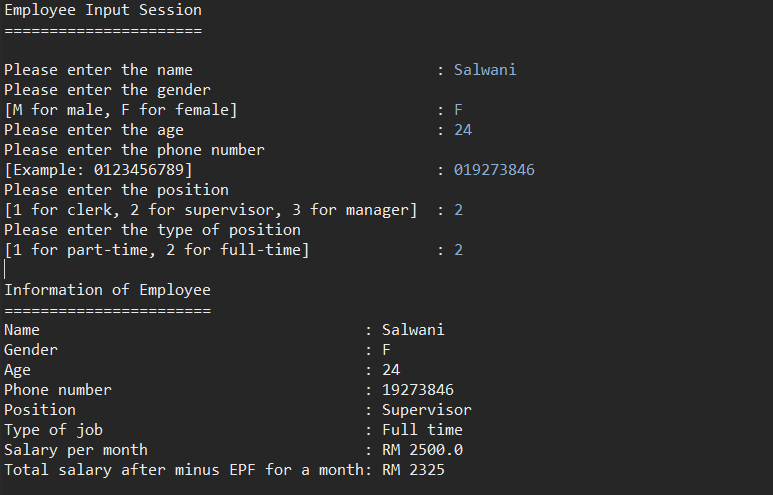 Employee Input Session
======================
Please enter the name : Salwani
Please enter the gender
[M for male, F for female] : F
Please enter the age : 24
Please enter the phone number
[Example: 0123456789] : 019273846
Please enter the position
[1 for clerk, 2 for supervisor, 3 for manager] : 2
Please enter the type of position
[1 for part-time, 2 for full-time] : 2
Information of Employee
=======================
Name : Salwani
Gender : F
Age : 24
Phone number : 19273846
Position : Supervisor
Type of job : Full time
Salary per month : RM 2500.0
Total salary after minus EPF for a month: RM 2325